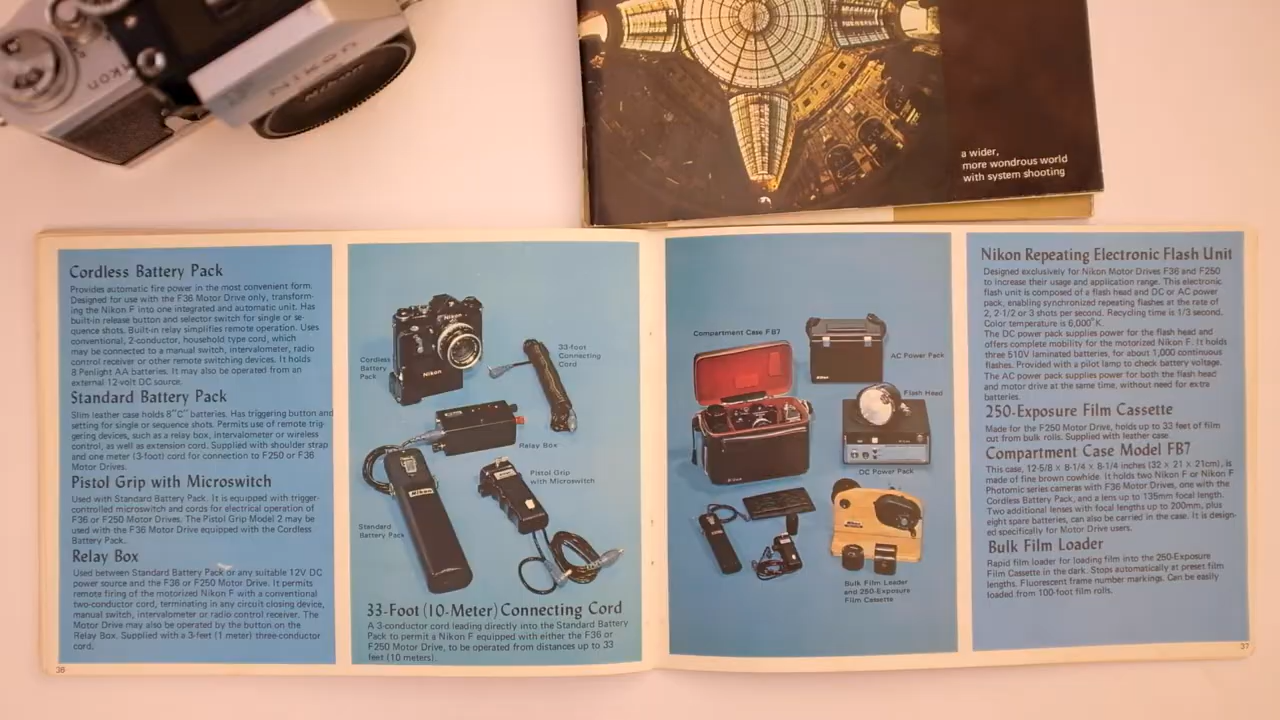 Nikon
NIKON
Nikon
a wider,
more wondrous world
with system shooting
Cordless Battery Pack
Provides automatic fire power in the most convenient form.
Designed for use with the F36 Motor Drive only, transform-
ing the Nikon F into one integrated and automatic unit. Has
built-in release button and selector switch for single or se-
quence shots. Built-in relay simplifies remote operation. Uses
conventional, 2-conductor, household type cord, which
may be connected to a manual switch, intervalometer, radio
control receiver or other remote switching devices. It holds
8 Penlight AA batteries. It may also be operated from an
external 12-volt DC source.
Standard Battery Pack
Slim leather case holds 8 "C" batteries. Has triggering button and
setting for single or sequence shots. Permits use of remote trig-
gering devices, such as a relay box, intervalometer or wireless
control, as well as extension cord. Supplied with shoulder strap
and one meter (3-foot) cord for connection to F250 or F36
Motor Drives.
Pistol Grip with Microswitch
Used with Standard Battery Pack. It is equipped with trigger-
controlled microswitch and cords for electrical operation of
F36 or F250 Motor Drives. The Pistol Grip Model 2 may be
used with the F36 Motor Drive equipped with the Cordless
Battery Pack.
Relay Box
Used between Standard Battery Pack or any suitable 12V DC
power source and the F36 or F250 Motor Drive. It permits
remote firing of the motorized Nikon F with a conventional
two-conductor cord, terminating in any circuit closing device,
manual switch, intervalometer or radio control receiver. The
Motor Drive may also be operated by the button on the
Relay Box. Supplied with a 3-feet (1 meter) three-conductor
cord.
36
Cordless
Battery
Pack
Nikon
33-foot
Connecting
Cord
Relay Box
Pistol Grip
with Microswitch
Nikon
Standard
Battery Pack
33-Foot (10-Meter) Connecting Cord
A 3-conductor cord leading directly into the Standard Battery
Pack to permit a Nikon F equipped with either the F36 or
F250 Motor Drive, to be operated from distances up to 33
feet (10 meters).
Compartment Case FB7
AC Power Pack
Flash Head
DC Power Pack
Bulk Film Loader
and 250-Exposure
Film Cassette
Nikon Repeating Electronic Flash Unit
Designed exclusively for Nikon Motor Drives F36 and F250
to increase their usage and application range. This electronic
flash unit is composed of a flash head and DC or AC power
pack, enabling synchronized repeating flashes at the rate of
2, 2-1/2 or 3 shots per second. Recycling time is 1/3 second.
Color temperature is 6,000°K.
The DC power pack supplies power for the flash head and
offers complete mobility for the motorized Nikon F. It holds
three 510V laminated batteries, for about 1,000 continuous
flashes. Provided with a pilot lamp to check battery voltage.
The AC power pack supplies power for both the flash head
and motor drive at the same time, without need for extra
batteries.
250-Exposure Film Cassette
Made for the F250 Motor Drive, holds up to 33 feet of film
cut from bulk rolls. Supplied with leather case.
Compartment Case Model FB7
This case, 12-5/8 × 8-1/4 × 8-1/4 inches (32 × 21 × 21cm), is
made of fine brown cowhide. It holds two Nikon F or Nikon F
Photomic series cameras with F36 Motor Drives, one with the
Cordless Battery Pack, and a lens up to 135mm focal length.
Two additional lenses with focal lengths up to 200mm, plus
eight spare batteries, can also be carried in the case. It is design-
ed specifically for Motor Drive users.
Bulk Film Loader
Rapid film loader for loading film into the 250-Exposure
Film Cassette in the dark. Stops automatically at preset film
lengths. Fluorescent frame number markings. Can be easily
loaded from 100-foot film rolls.
37